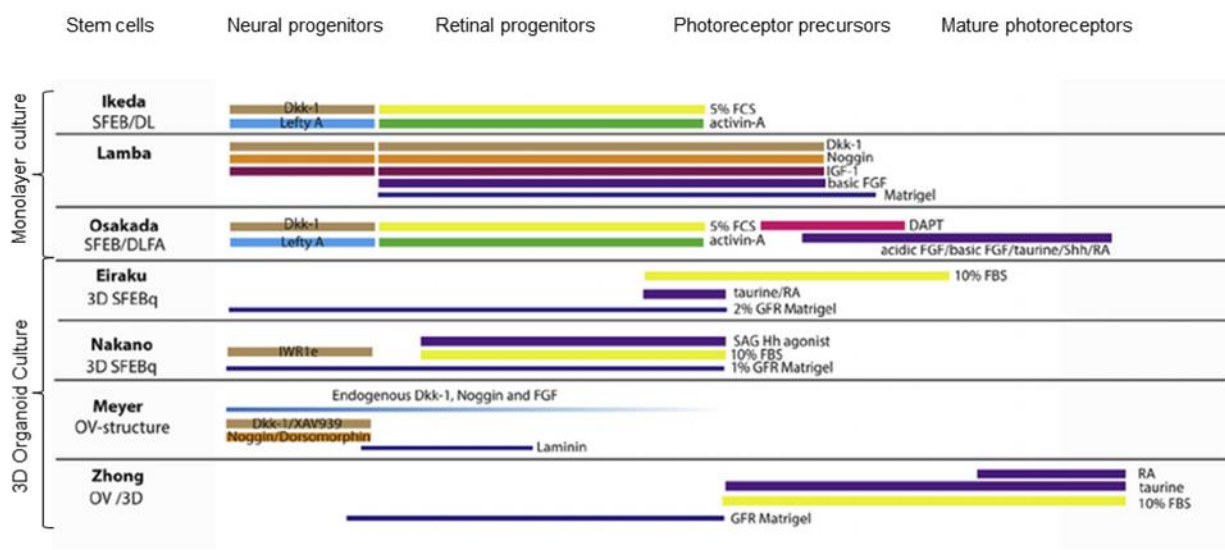 Stem cells Neural progenitors Retinal progenitors Photoreceptor precursors Mature photoreceptors
Monolayer culture
Ikeda
SFEB/DL
Dkk-1
5% FCS
Lefty A
activin-A
Lamba
Dkk-1
Noggin
IGF-1
basic FGF
Matrigel
Osakada
SFEB/DLFA
Dkk-1
5% FCS
DAPT
Lefty A
activin-A
acidic FGF/basic FGF/taurine/Shh/RA
3D Organoid Culture
Eiraku
3D SFEBq
10% FBS
taurine/RA
2% GFR Matrigel
Nakano
3D SFEBq
SAG Hh agonist
IWR1e
10% FBS
1% GFR Matrigel
Meyer
OV-structure
Endogenous Dkk-1, Noggin and FGF
Dkk-1/XAV939
Noggin/Dorsomorphin
Laminin
Zhong
OV /3D
RA
taurine
10% FBS
GFR Matrigel